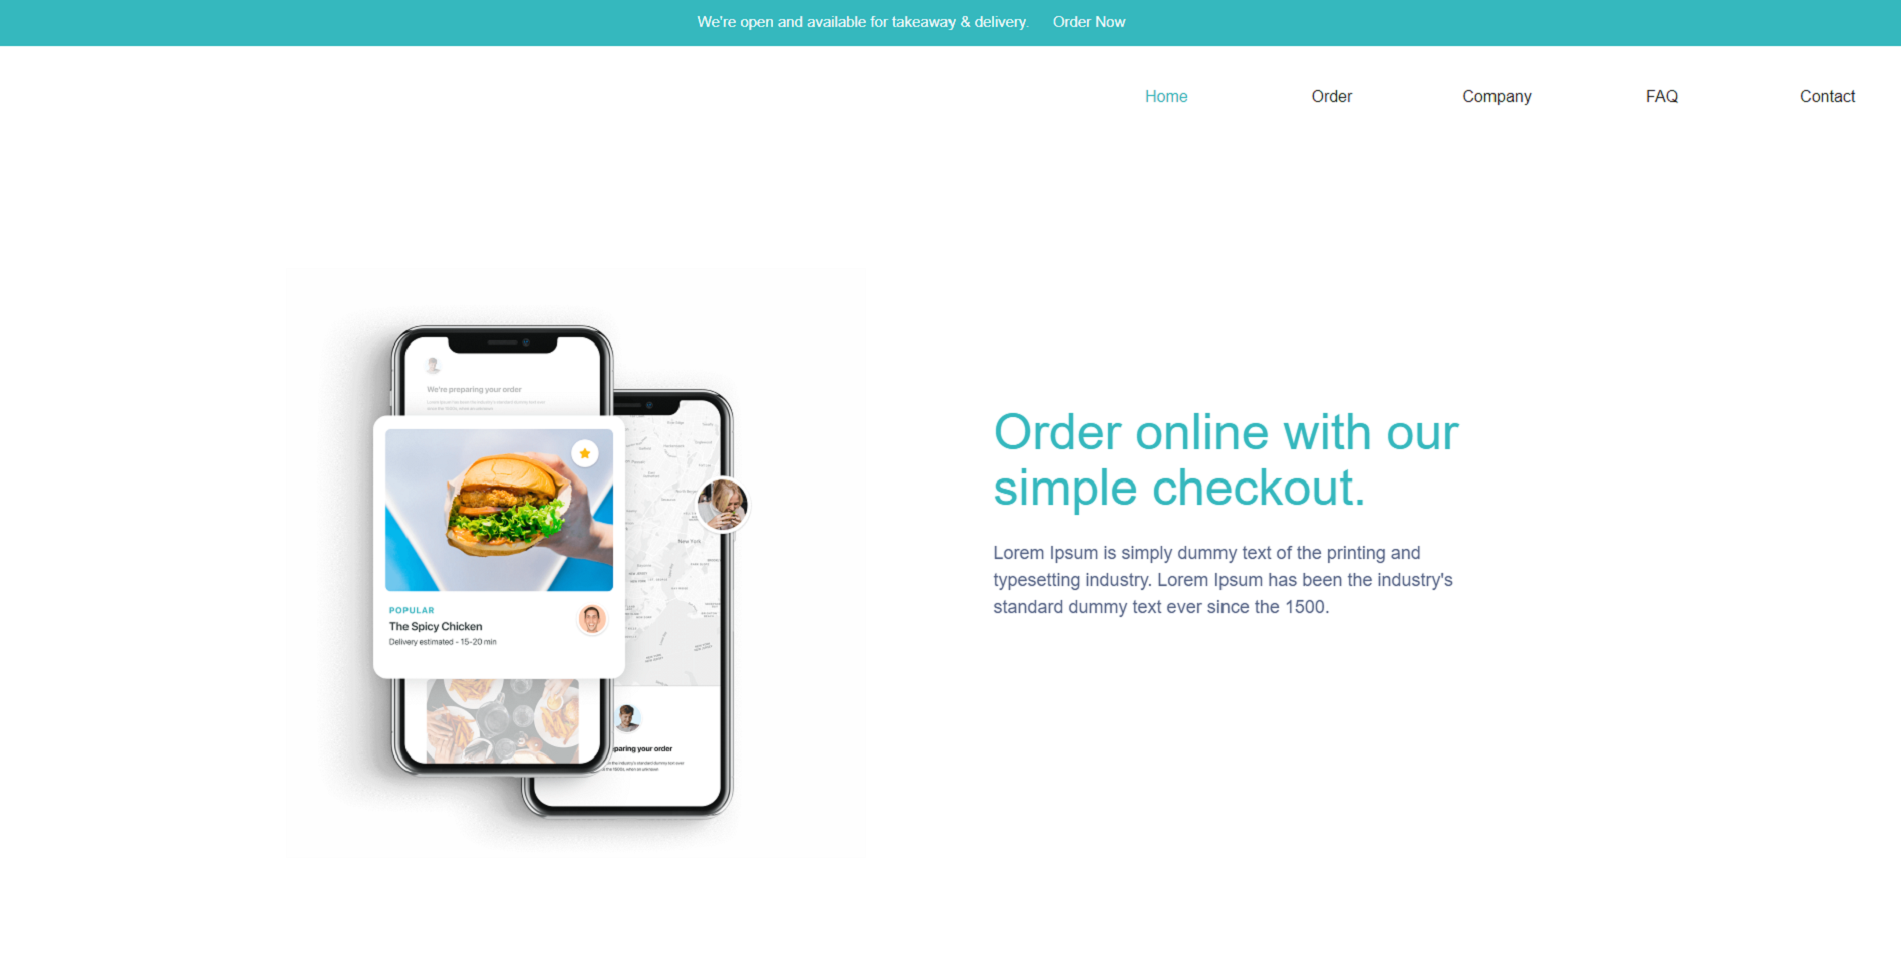 We're open and available for takeaway & delivery. Order Now
Home Order Company FAQ Contact
We're preparing your order
Order online with our
simple checkout.
Lorem Ipsum is simply dummy text of the printing and
typesetting industry. Lorem Ipsum has been the industry's
standard dummy text ever since the 1500.
New York
POPULAR
The Spicy Chicken
Delivery estimated - 15-20 min
paring your order